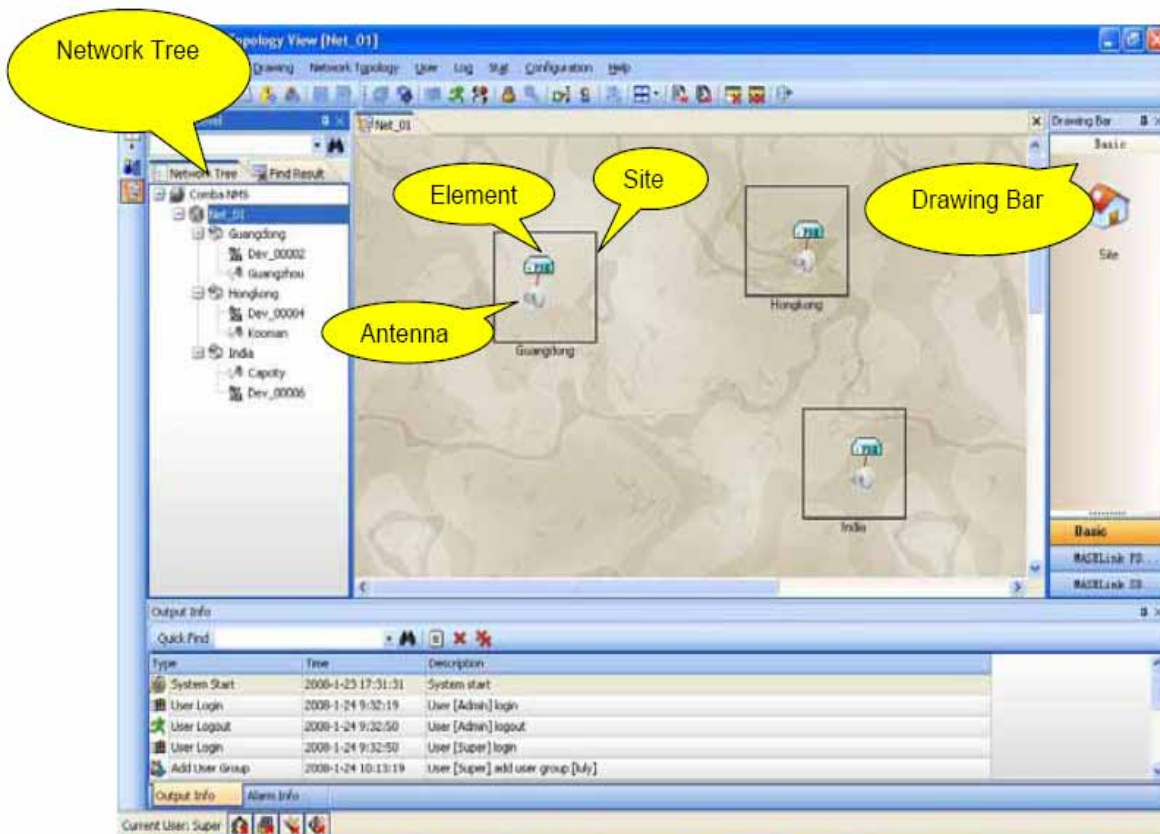 Network Tree
Topology View [Net_01]
Drawing Network Topology User Log Stat Configuration Help
Net_01
Drawing Bar
Basic
Network Tree Find Result
Element
Site
Drawing Bar
Comba NMS
Net_01
Guangdong
Dev_00002
Guangzhou
Site
Hongkong
Hongkong
Dev_00004
Antenna
Guangdong
India
Capoty
Dev_00006
India
Basic
Output Info
Quick Find
Type Time Description
System Start 2008-1-23 17:31:31 System start
User Login 2008-1-24 9:32:19 User [Admin] login
User Logout 2008-1-24 9:32:50 User [Admin] logout
User Login 2008-1-24 9:32:50 User [Super] login
Add User Group 2008-1-24 10:13:19 User [Super] add user group [luly]
Output Info Alarm Info
Current User: Super